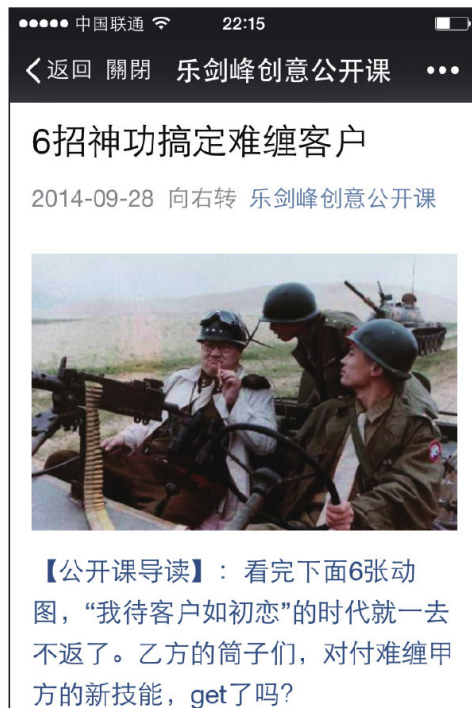 中国联通 22:15
返回 關閉 乐剑峰创意公开课
6招神功搞定难缠客户
2014-09-28 向右转 乐剑峰创意公开课
【公开课导读】：看完下面6张动
图，“我待客户如初恋”的时代就一去
不返了。乙方的筒子们，对付难缠甲
方的新技能，get了吗？